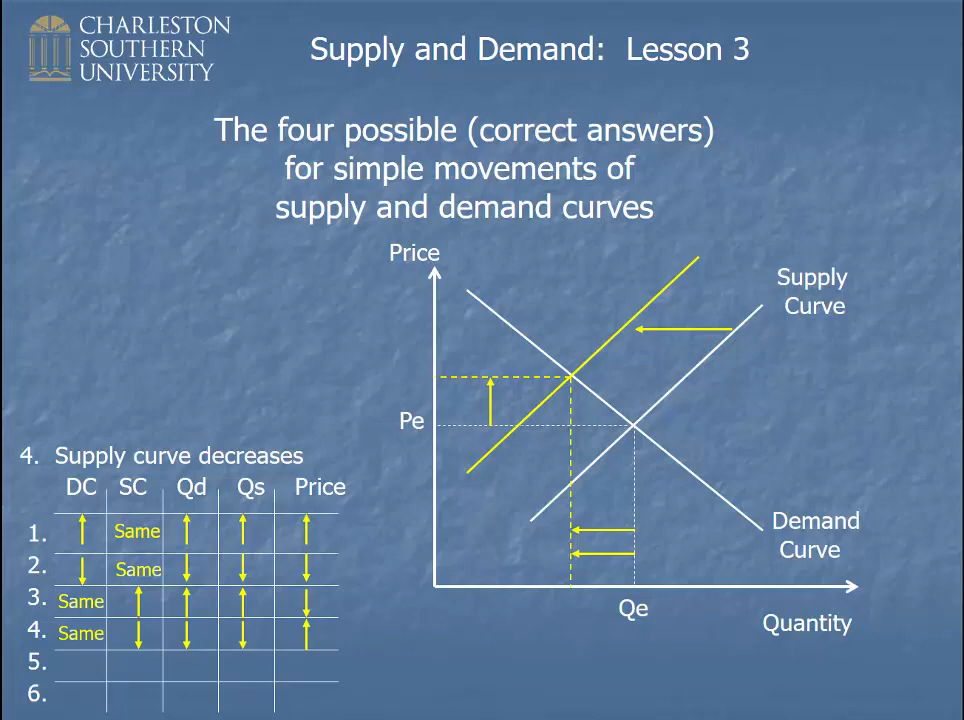 CHARLESTON
SOUTHERN
UNIVERSITY
Supply and Demand: Lesson 3
The four possible (correct answers)
for simple movements of
supply and demand curves
Price
Supply
Curve
Pe
4. Supply curve decreases
DC SC Qd Qs Price
1. Same
2. Same
3. Same
4. Same
5.
6.
Demand
Curve
Qe
Quantity